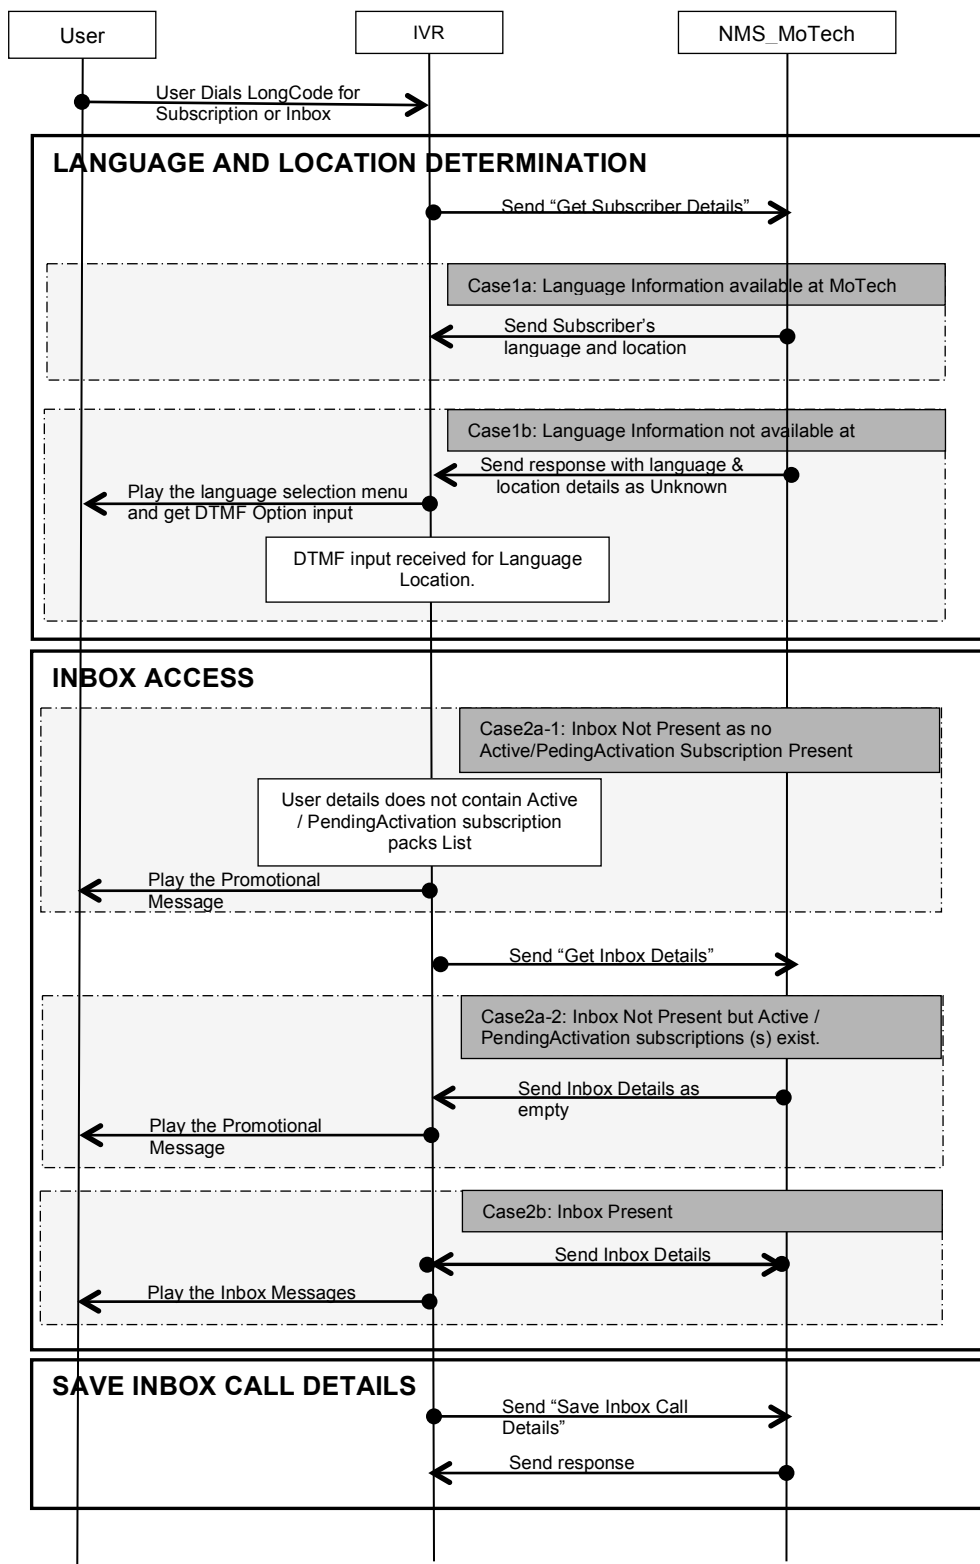 User
IVR
NMS_MoTech
User Dials LongCode for
Subscription or Inbox
LANGUAGE AND LOCATION DETERMINATION
Send “Get Subscriber Details”
Case1a: Language Information available at MoTech
Send Subscriber’s
language and location
Case1b: Language Information not available at
Send response with language &
location details as Unknown
Play the language selection menu
and get DTMF Option input
DTMF input received for Language
Location.
INBOX ACCESS
Case2a-1: Inbox Not Present as no
Active/PedingActivation Subscription Present
User details does not contain Active
/ PendingActivation subscription
packs List
Play the Promotional
Message
Send “Get Inbox Details”
Case2a-2: Inbox Not Present but Active /
PendingActivation subscriptions (s) exist.
Send Inbox Details as
empty
Play the Promotional
Message
Case2b: Inbox Present
Send Inbox Details
Play the Inbox Messages
SAVE INBOX CALL DETAILS
Send “Save Inbox Call
Details”
Send response